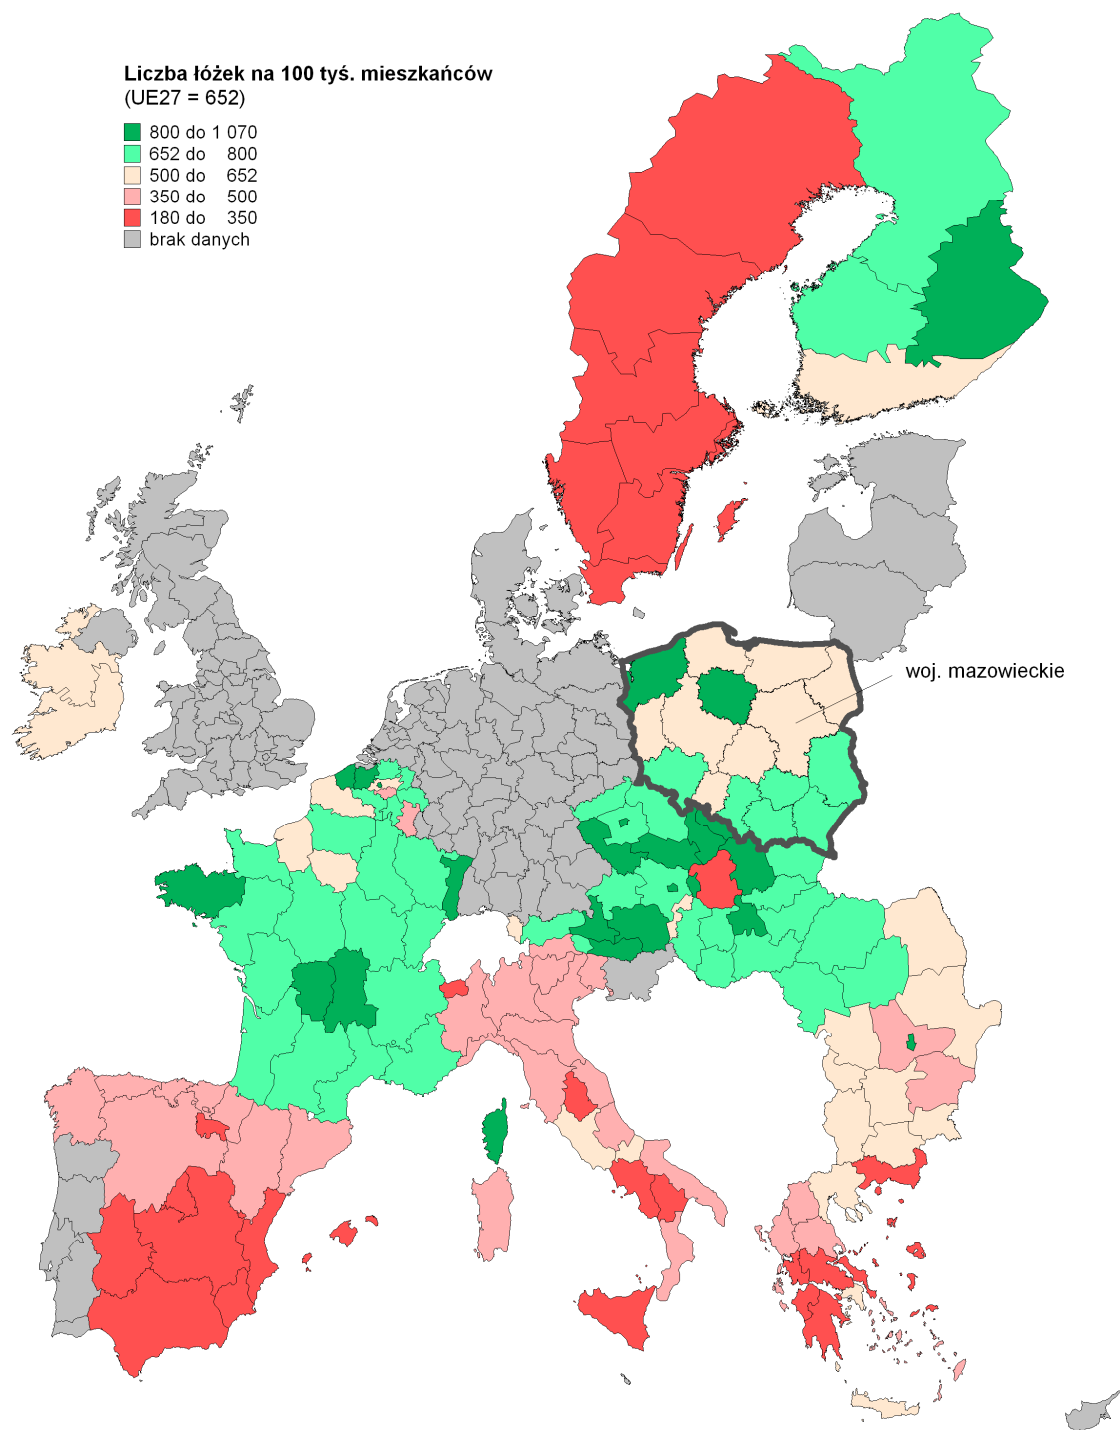 Liczba łóżek na 100 tyś. mieszkańców
(UE27 = 652)
800 do 1 070
652 do 800
500 do 652
350 do 500
180 do 350
brak danych
woj. mazowieckie